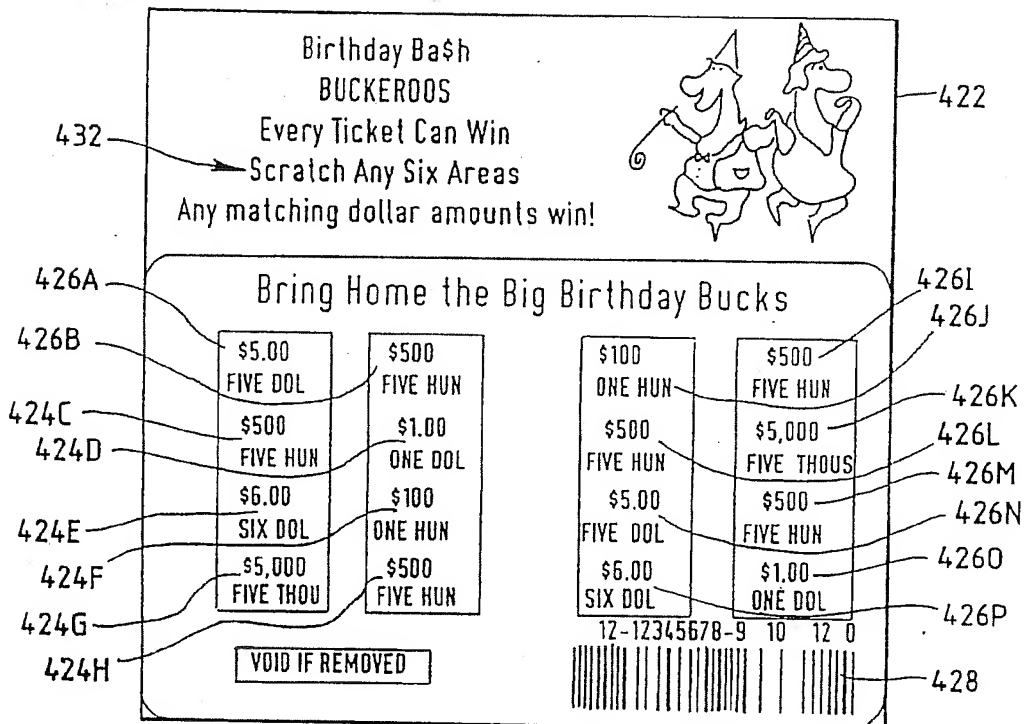 Birthday Ba$h
BUCKEROOS
Every Ticket Can Win
Scratch Any Six Areas
Any matching dollar amounts win!
422
432
Bring Home the Big Birthday Bucks
426A
426B
424C
424D
424E
424F
424G
424H
$5.00
FIVE DOL
$500
FIVE HUN
$6.00
SIX DOL
$5,000
FIVE THOU
$500
FIVE HUN
$1.00
ONE DOL
$100
ONE HUN
$500
FIVE HUN
$100
ONE HUN
$500
FIVE HUN
$5.00
FIVE DOL
$6.00
SIX DOL
$500
FIVE HUN
$5,000
FIVE THOUS
$500
FIVE HUN
$1.00
ONE DOL
426I
426J
426K
426L
426M
426N
426O
426P
VOID IF REMOVED
12-12345678-9 10 12 0
428